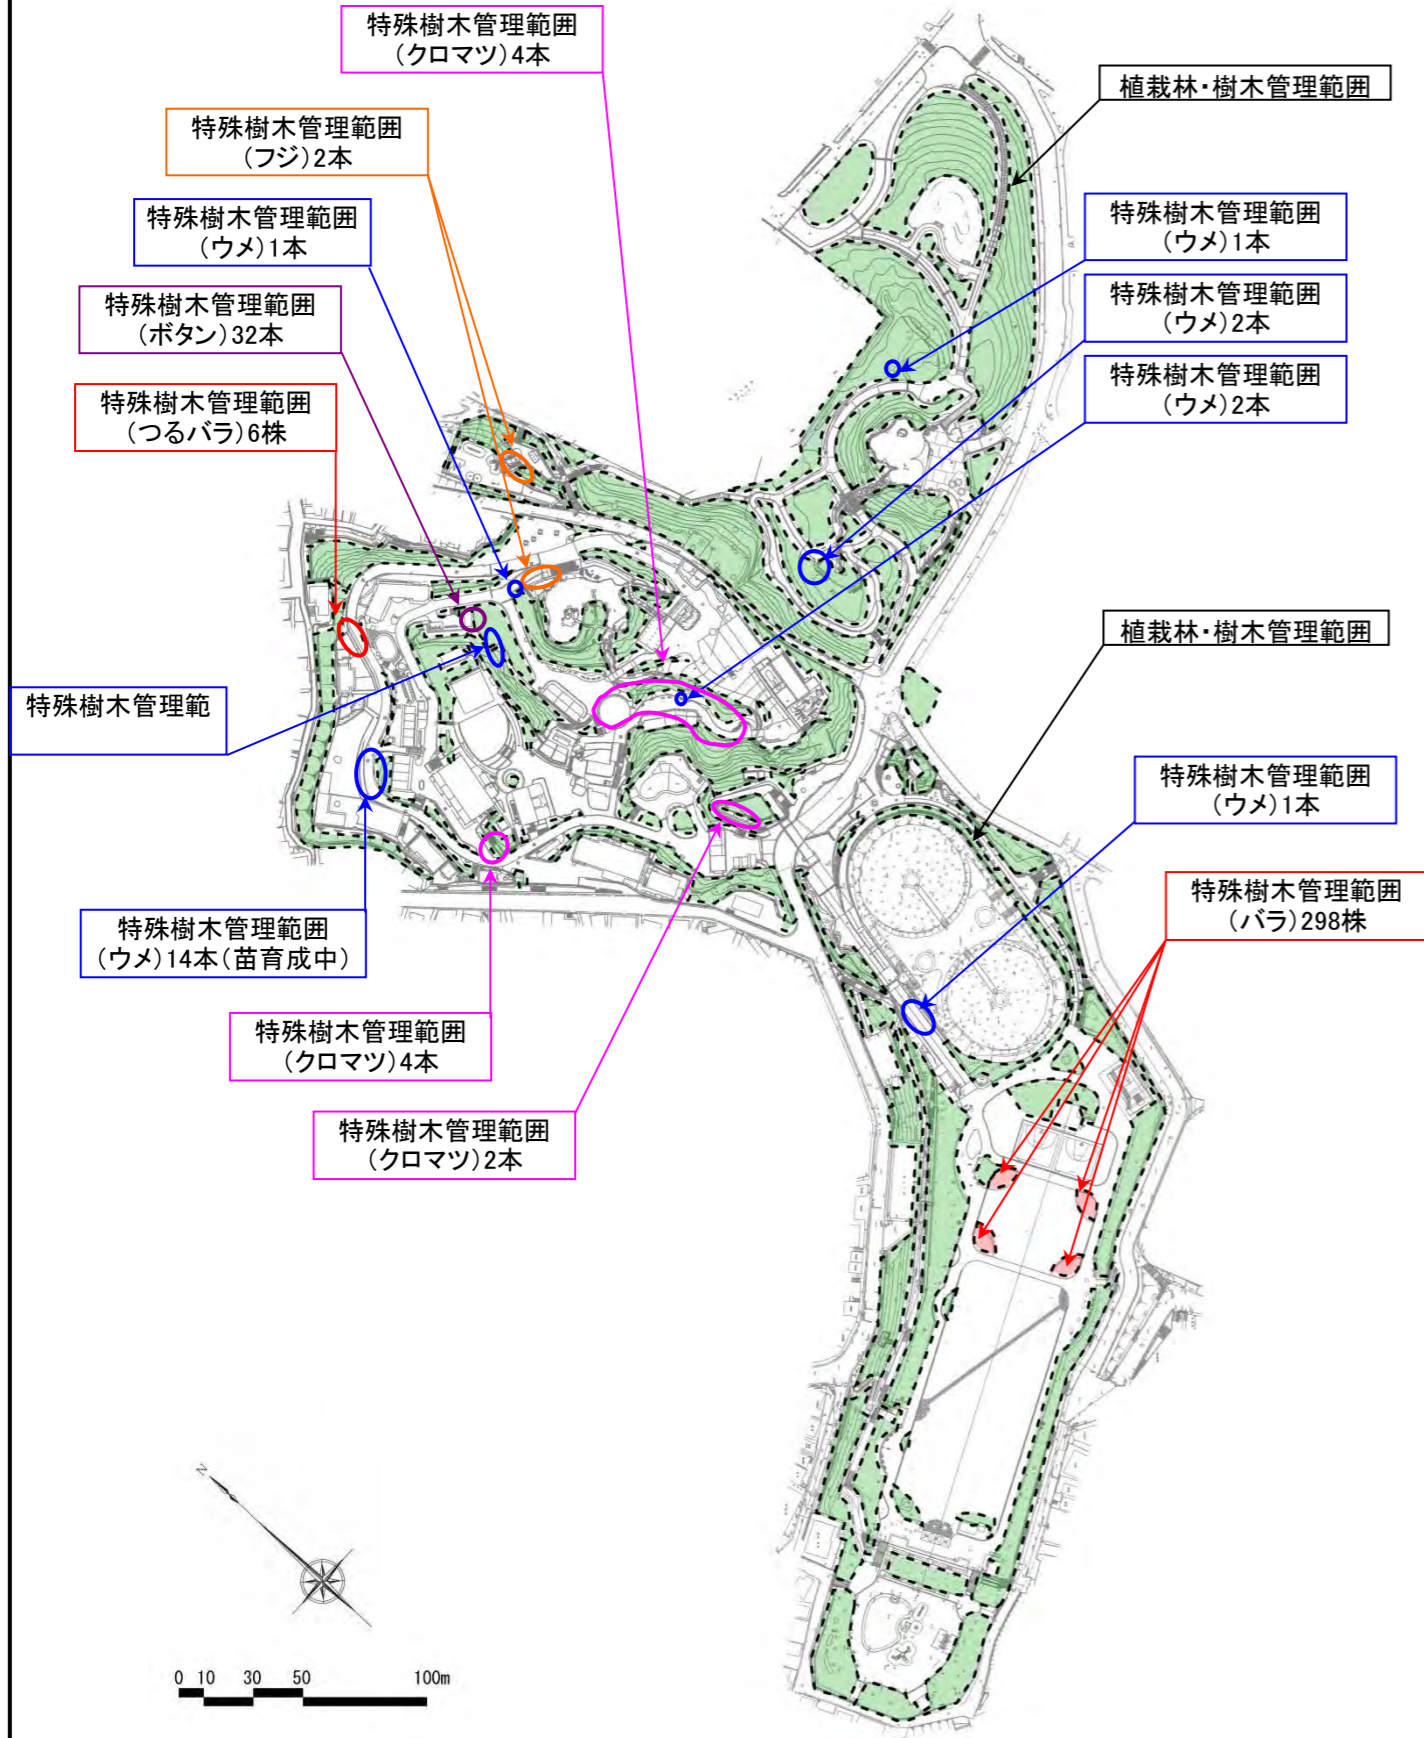 特殊樹木管理範囲
（クロマツ）4本
植栽林・樹木管理範囲
特殊樹木管理範囲
（フジ）2本
特殊樹木管理範囲
（ウメ）1本
特殊樹木管理範囲
（ウメ）1本
特殊樹木管理範囲
（ボタン）32本
特殊樹木管理範囲
（ウメ）2本
特殊樹木管理範囲
（ウメ）2本
特殊樹木管理範囲
（つるバラ）6株
植栽林・樹木管理範囲
特殊樹木管理範
特殊樹木管理範囲
（ウメ）1本
特殊樹木管理範囲
（バラ）298株
特殊樹木管理範囲
（ウメ）14本（苗育成中）
特殊樹木管理範囲
（クロマツ）4本
特殊樹木管理範囲
（クロマツ）2本
N
0 10 30 50 100m